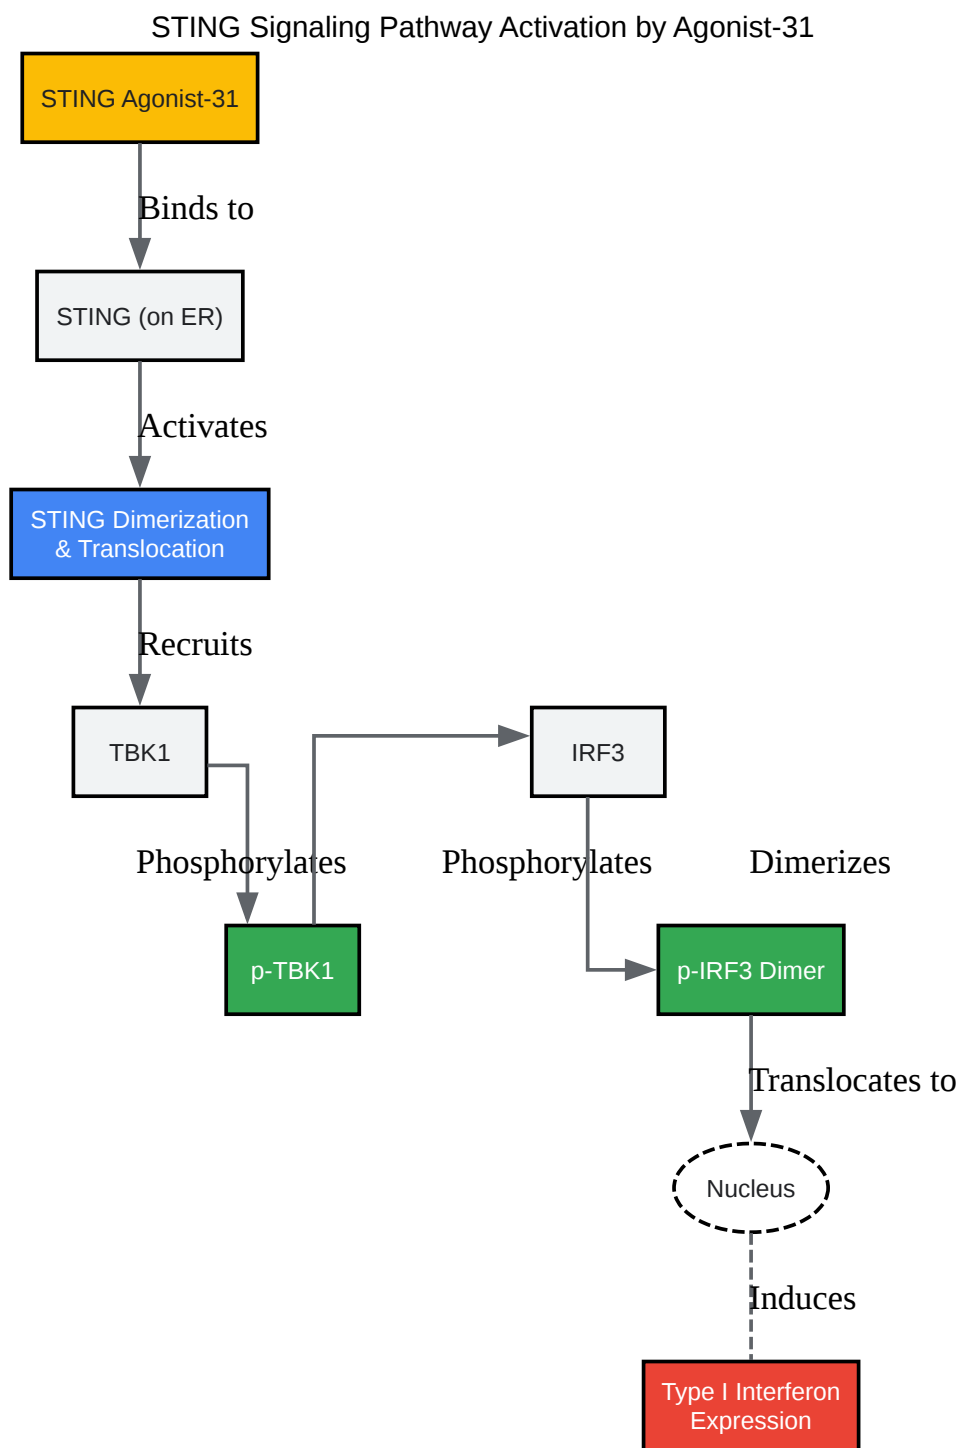 STING Signaling Pathway Activation by Agonist-31
STING Agonist-31
Binds to
STING (on ER)
Activates
STING Dimerization
& Translocation
Recruits
TBK1
IRF3
Phosphorylates
Phosphorylates
Dimerizes
p-TBK1
p-IRF3 Dimer
Translocates to
Nucleus
Induces
Type I Interferon
Expression